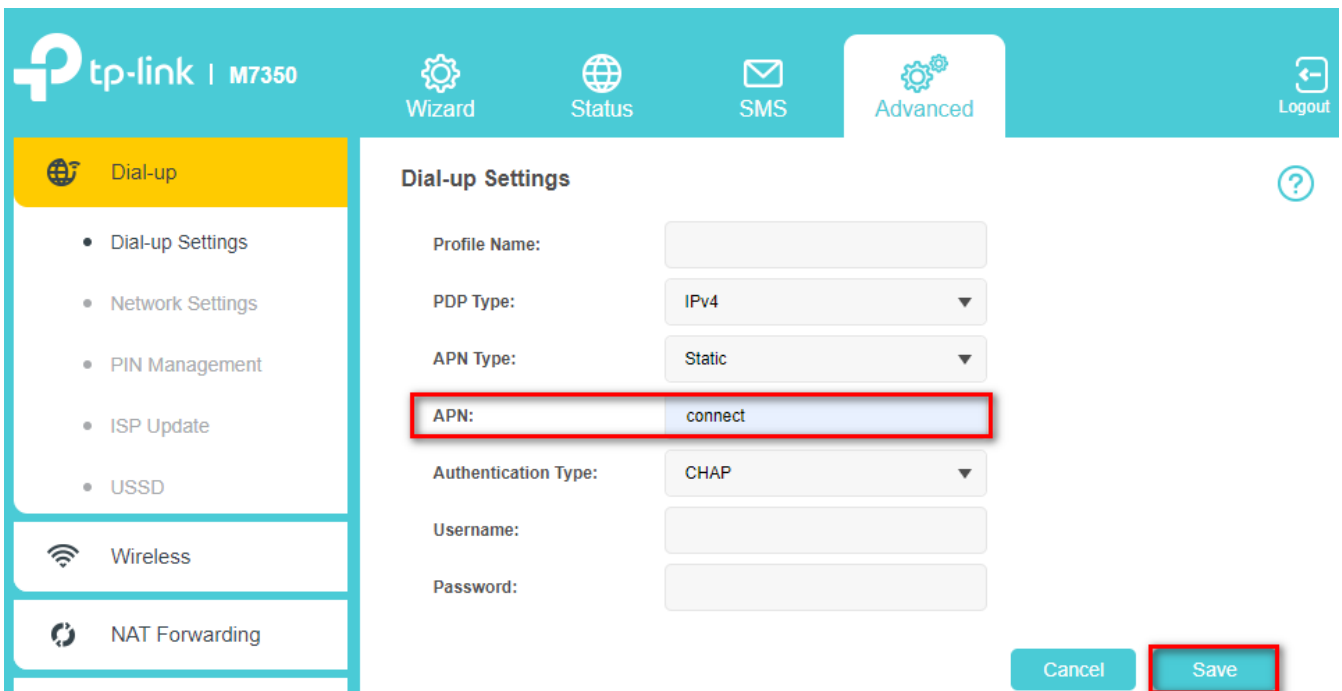 tp-link | M7350
Wizard
Status
SMS
Advanced
Logout
Dial-up
Dial-up Settings
Network Settings
PIN Management
ISP Update
USSD
Wireless
NAT Forwarding
Dial-up Settings
?
Profile Name:
PDP Type: IPv4
APN Type: Static
APN: connect
Authentication Type: CHAP
Username:
Password:
Cancel
Save